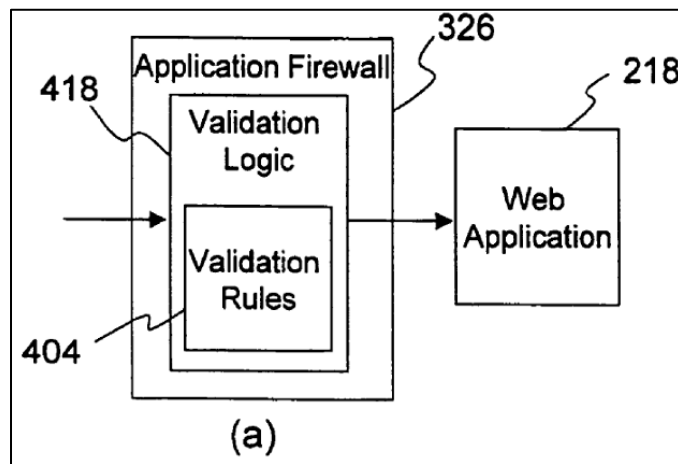 326
Application Firewall
218
418
Validation
Logic
Web
Application
Validation
Rules
404
(a)